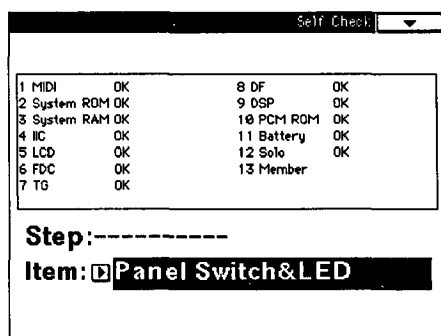 Self Check
1 MIDI OK 8 DF OK
2 System ROM OK 9 DSP OK
3 System RAM OK 10 PCM ROM OK
4 IIC OK 11 Battery OK
5 LCD OK 12 Solo OK
6 FDC OK 13 Member
7 TG OK
Step:----------
Item: Panel Switch&LED